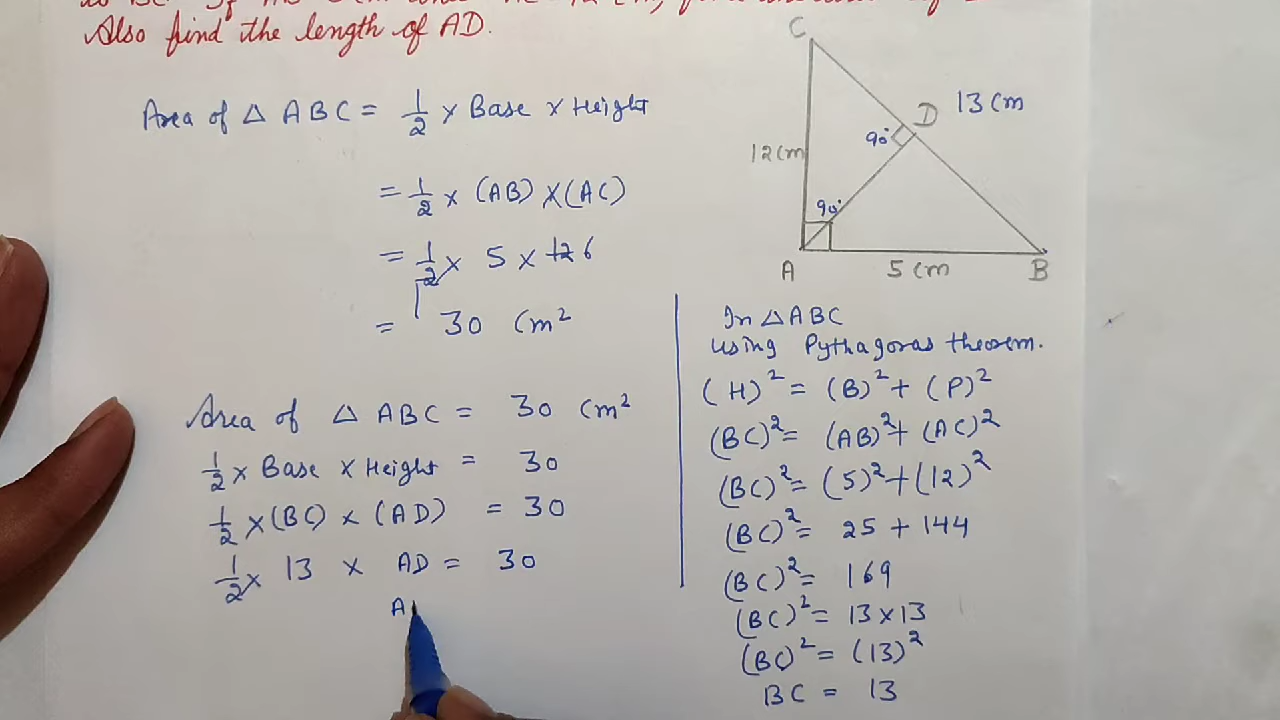 Also find the length of AD.
Area of △ ABC = 1/2 × Base × Height
= 1/2 × (AB) × (AC)
= 1/2 × 5 × 12 6
1
= 30 Cm²
Area of △ ABC = 30 Cm²
1/2 × Base × Height = 30
1/2 × (BC) × (AD) = 30
1/2 × 13 × AD = 30
A
C
D 13 Cm
90°
12 Cm
90°
A 5 Cm B
In △ABC
Using Pythagoras theorem.
(H)² = (B)² + (P)²
(BC)² = (AB)² + (AC)²
(BC)² = (5)² + (12)²
(BC)² = 25 + 144
(BC)² = 169
(BC)² = 13 × 13
(BC)² = (13)²
BC = 13